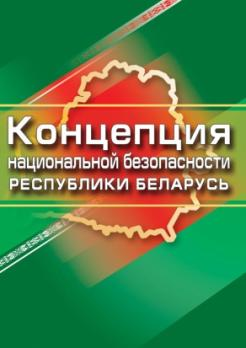 Концепция
национальной безопасности
РЕСПУБЛИКИ БЕЛАРУСЬ